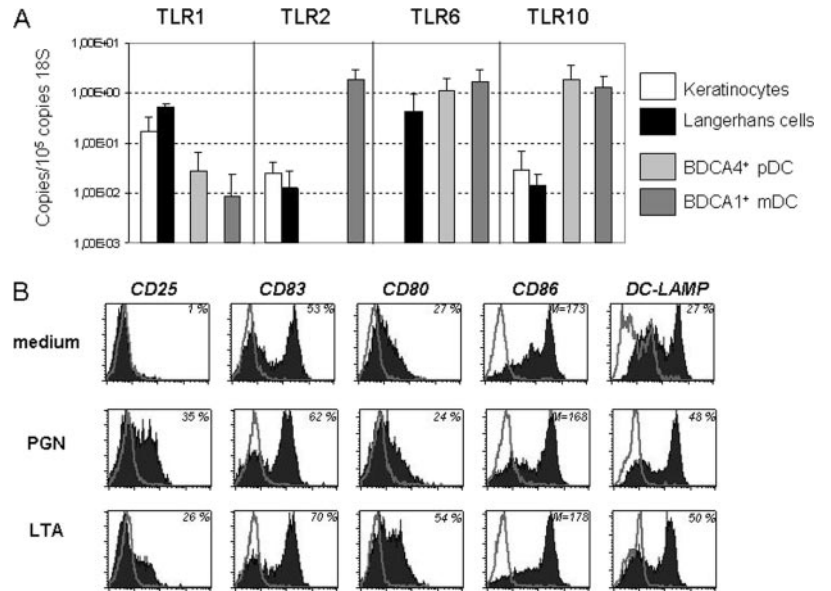 A
TLR1 TLR2 TLR6 TLR10
Copies/10⁵ copies 18S
1,00E+01
1,00E+00
1,00E-01
1,00E-02
1,00E-03
Keratinocytes
Langerhans cells
BDCA4⁺ pDC
BDCA1⁺ mDC
B
CD25 CD83 CD80 CD86 DC-LAMP
medium 1 % 53 % 27 % M=173 27 %
PGN 35 % 62 % 24 % M=168 48 %
LTA 26 % 70 % 54 % M=178 50 %